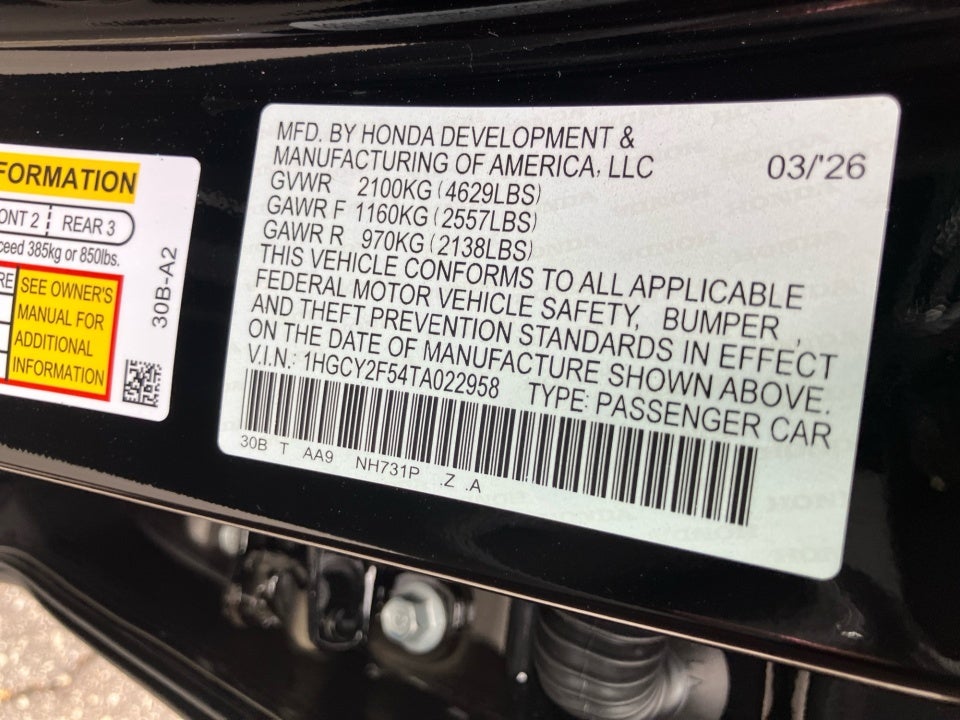 FORMATION
ONT 2 REAR 3
ceed 385kg or 850lbs.
RE
SEE OWNER'S
MANUAL FOR
ADDITIONAL
INFORMATION
30B-A2
MFD. BY HONDA DEVELOPMENT &
MANUFACTURING OF AMERICA, LLC 03/'26
GVWR 2100KG (4629LBS)
GAWR F 1160KG (2557LBS)
GAWR R 970KG (2138LBS)
THIS VEHICLE CONFORMS TO ALL APPLICABLE
FEDERAL MOTOR VEHICLE SAFETY, BUMPER ,
AND THEFT PREVENTION STANDARDS IN EFFECT
ON THE DATE OF MANUFACTURE SHOWN ABOVE.
V.I.N.: 1HGCY2F54TA022958 TYPE: PASSENGER CAR
30B T AA9 NH731P .Z .A